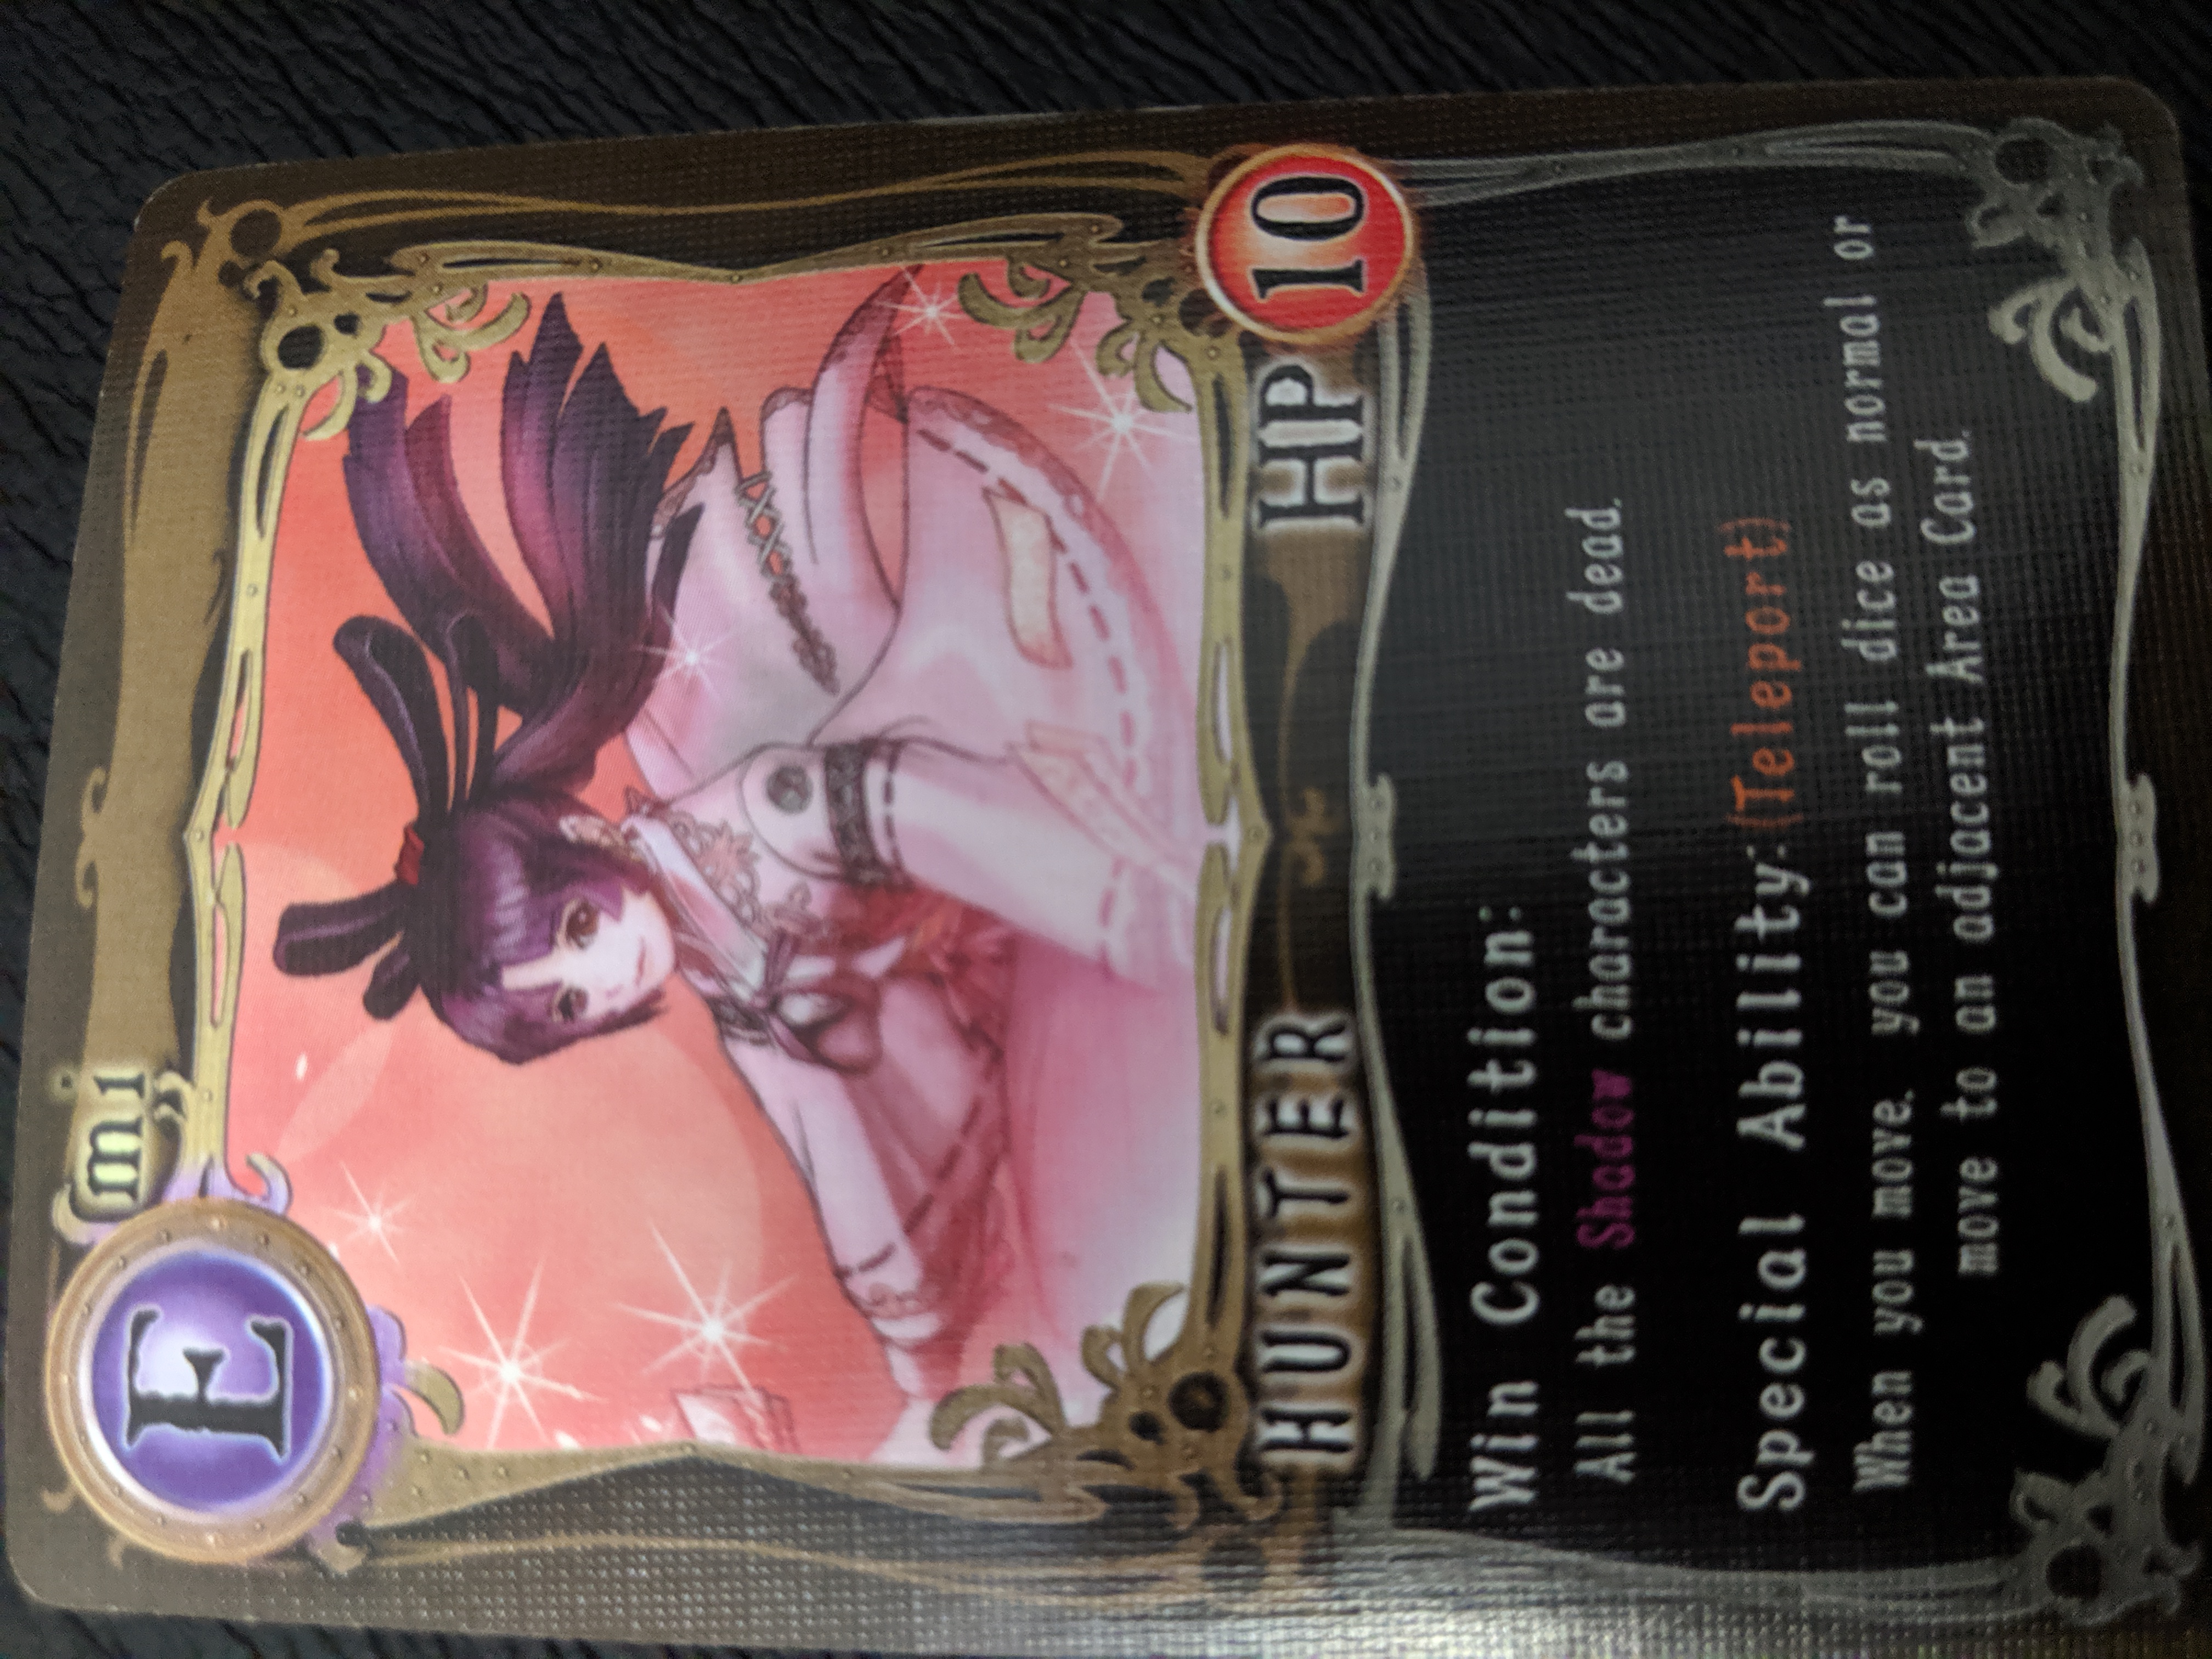 Emi
HUNTER HP 10
Win Condition:
All the Shadow characters are dead.
Special Ability: (Teleport)
When you move, you can roll dice as normal or
move to an adjacent Area Card.